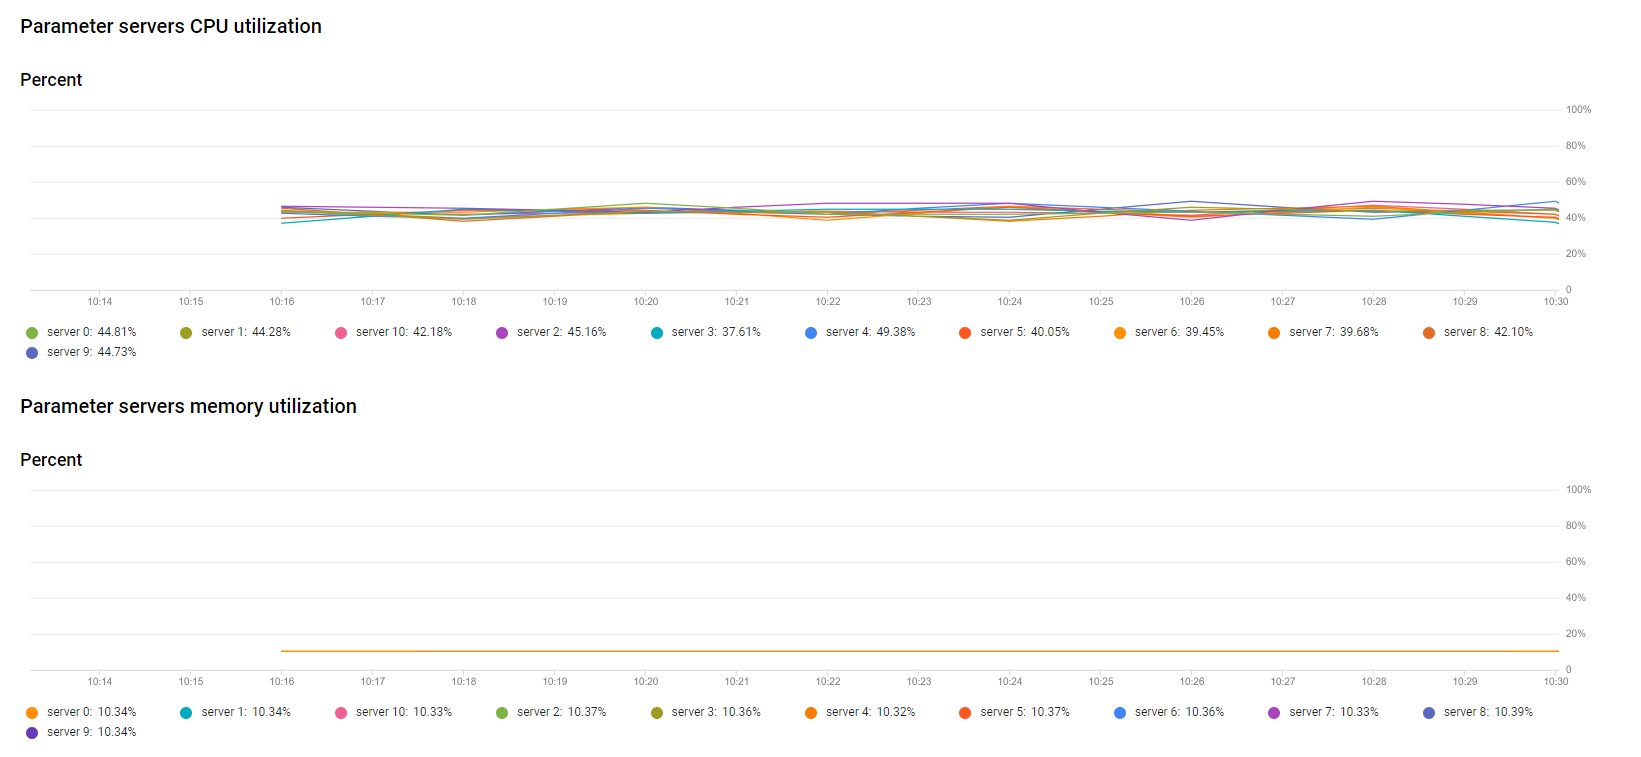 Parameter servers CPU utilization
Percent
100%
80%
60%
40%
20%
0
10:14 10:15 10:16 10:17 10:18 10:19 10:20 10:21 10:22 10:23 10:24 10:25 10:26 10:27 10:28 10:29 10:30
server 0: 44.81% server 1: 44.28% server 10: 42.18% server 2: 45.16% server 3: 37.61% server 4: 49.38% server 5: 40.05% server 6: 39.45% server 7: 39.68% server 8: 42.10%
server 9: 44.73%
Parameter servers memory utilization
Percent
100%
80%
60%
40%
20%
0
10:14 10:15 10:16 10:17 10:18 10:19 10:20 10:21 10:22 10:23 10:24 10:25 10:26 10:27 10:28 10:29 10:30
server 0: 10.34% server 1: 10.34% server 10: 10.33% server 2: 10.37% server 3: 10.36% server 4: 10.32% server 5: 10.37% server 6: 10.36% server 7: 10.33% server 8: 10.39%
server 9: 10.34%